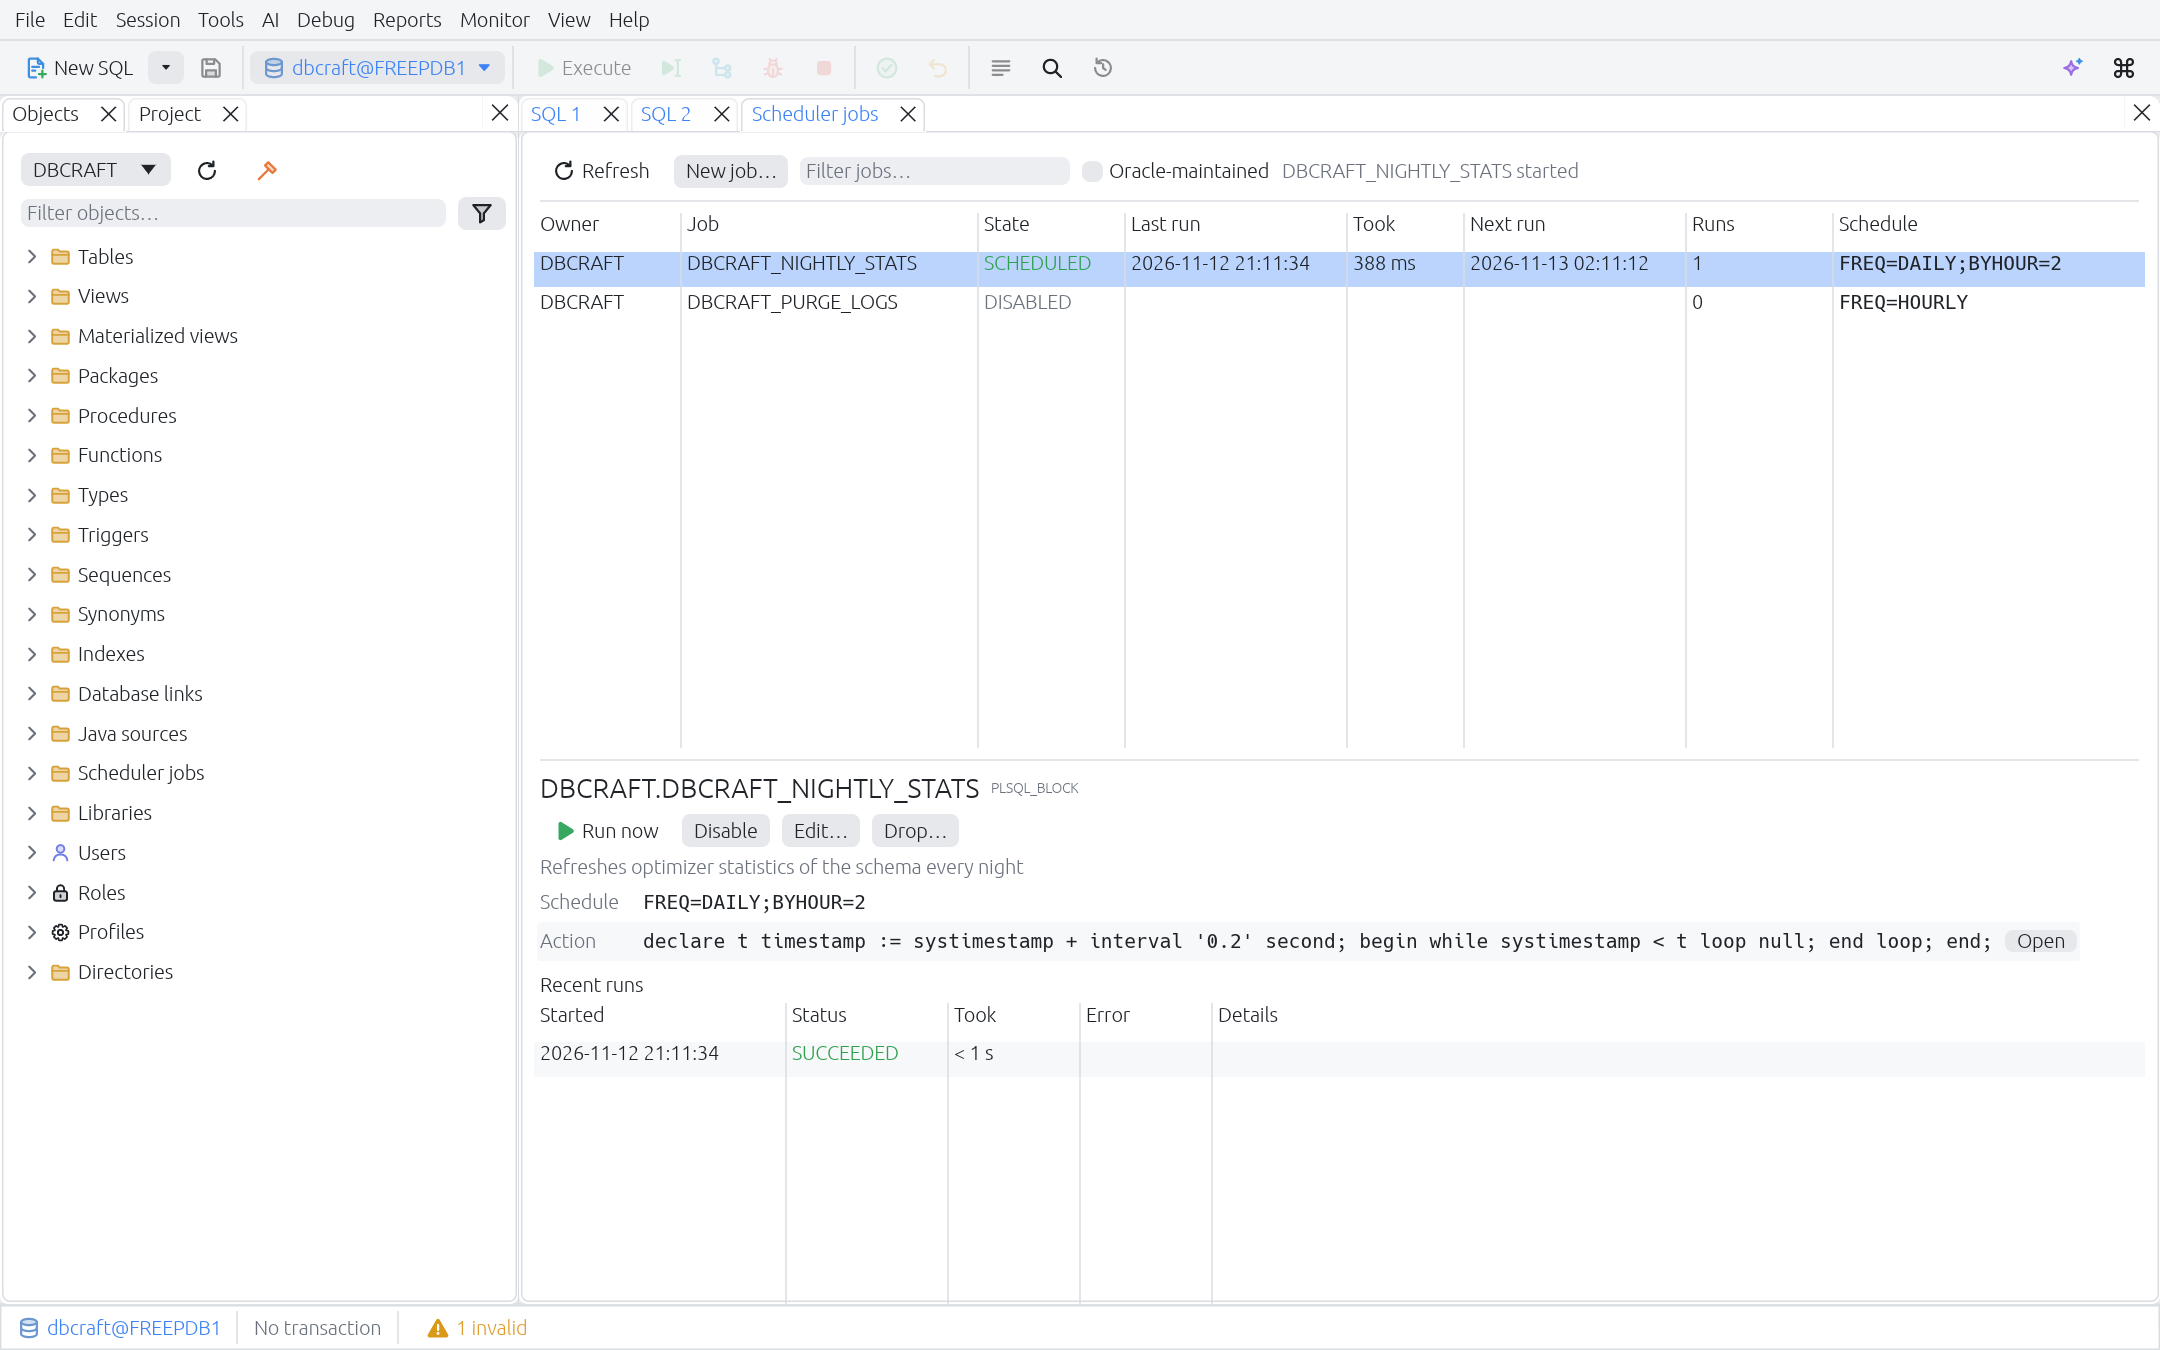 File Edit Session Tools AI Debug Reports Monitor View Help
New SQL dbcraft@FREEPDB1 Execute
Objects Project SQL 1 SQL 2 Scheduler jobs
DBCRAFT
Filter objects…
Tables
Views
Materialized views
Packages
Procedures
Functions
Types
Triggers
Sequences
Synonyms
Indexes
Database links
Java sources
Scheduler jobs
Libraries
Users
Roles
Profiles
Directories
Refresh New job… Filter jobs… Oracle-maintained DBCRAFT_NIGHTLY_STATS started
Owner Job State Last run Took Next run Runs Schedule
DBCRAFT DBCRAFT_NIGHTLY_STATS SCHEDULED 2026-11-12 21:11:34 388 ms 2026-11-13 02:11:12 1 FREQ=DAILY;BYHOUR=2
DBCRAFT DBCRAFT_PURGE_LOGS DISABLED 0 FREQ=HOURLY
DBCRAFT.DBCRAFT_NIGHTLY_STATS PLSQL_BLOCK
Run now Disable Edit… Drop…
Refreshes optimizer statistics of the schema every night
Schedule FREQ=DAILY;BYHOUR=2
Action declare t timestamp := systimestamp + interval '0.2' second; begin while systimestamp < t loop null; end loop; end; Open
Recent runs
Started Status Took Error Details
2026-11-12 21:11:34 SUCCEEDED < 1 s
dbcraft@FREEPDB1 No transaction 1 invalid